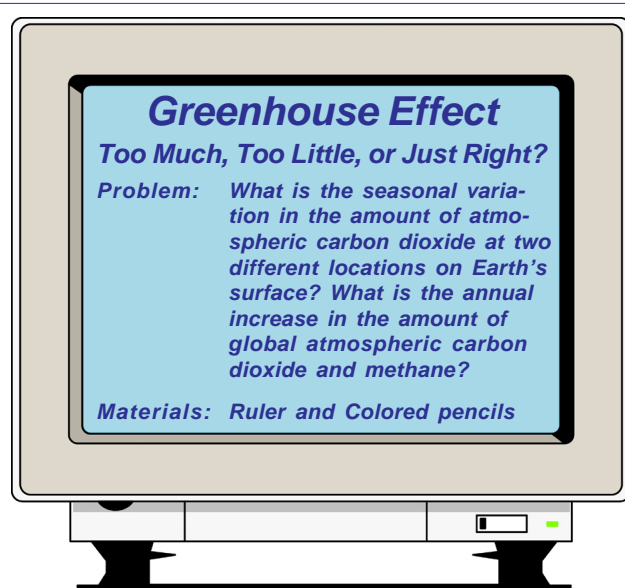 Greenhouse Effect
Too Much, Too Little, or Just Right?
Problem: What is the seasonal varia-
tion in the amount of atmo-
spheric carbon dioxide at two
different locations on Earth's
surface? What is the annual
increase in the amount of
global atmospheric carbon
dioxide and methane?
Materials: Ruler and Colored pencils